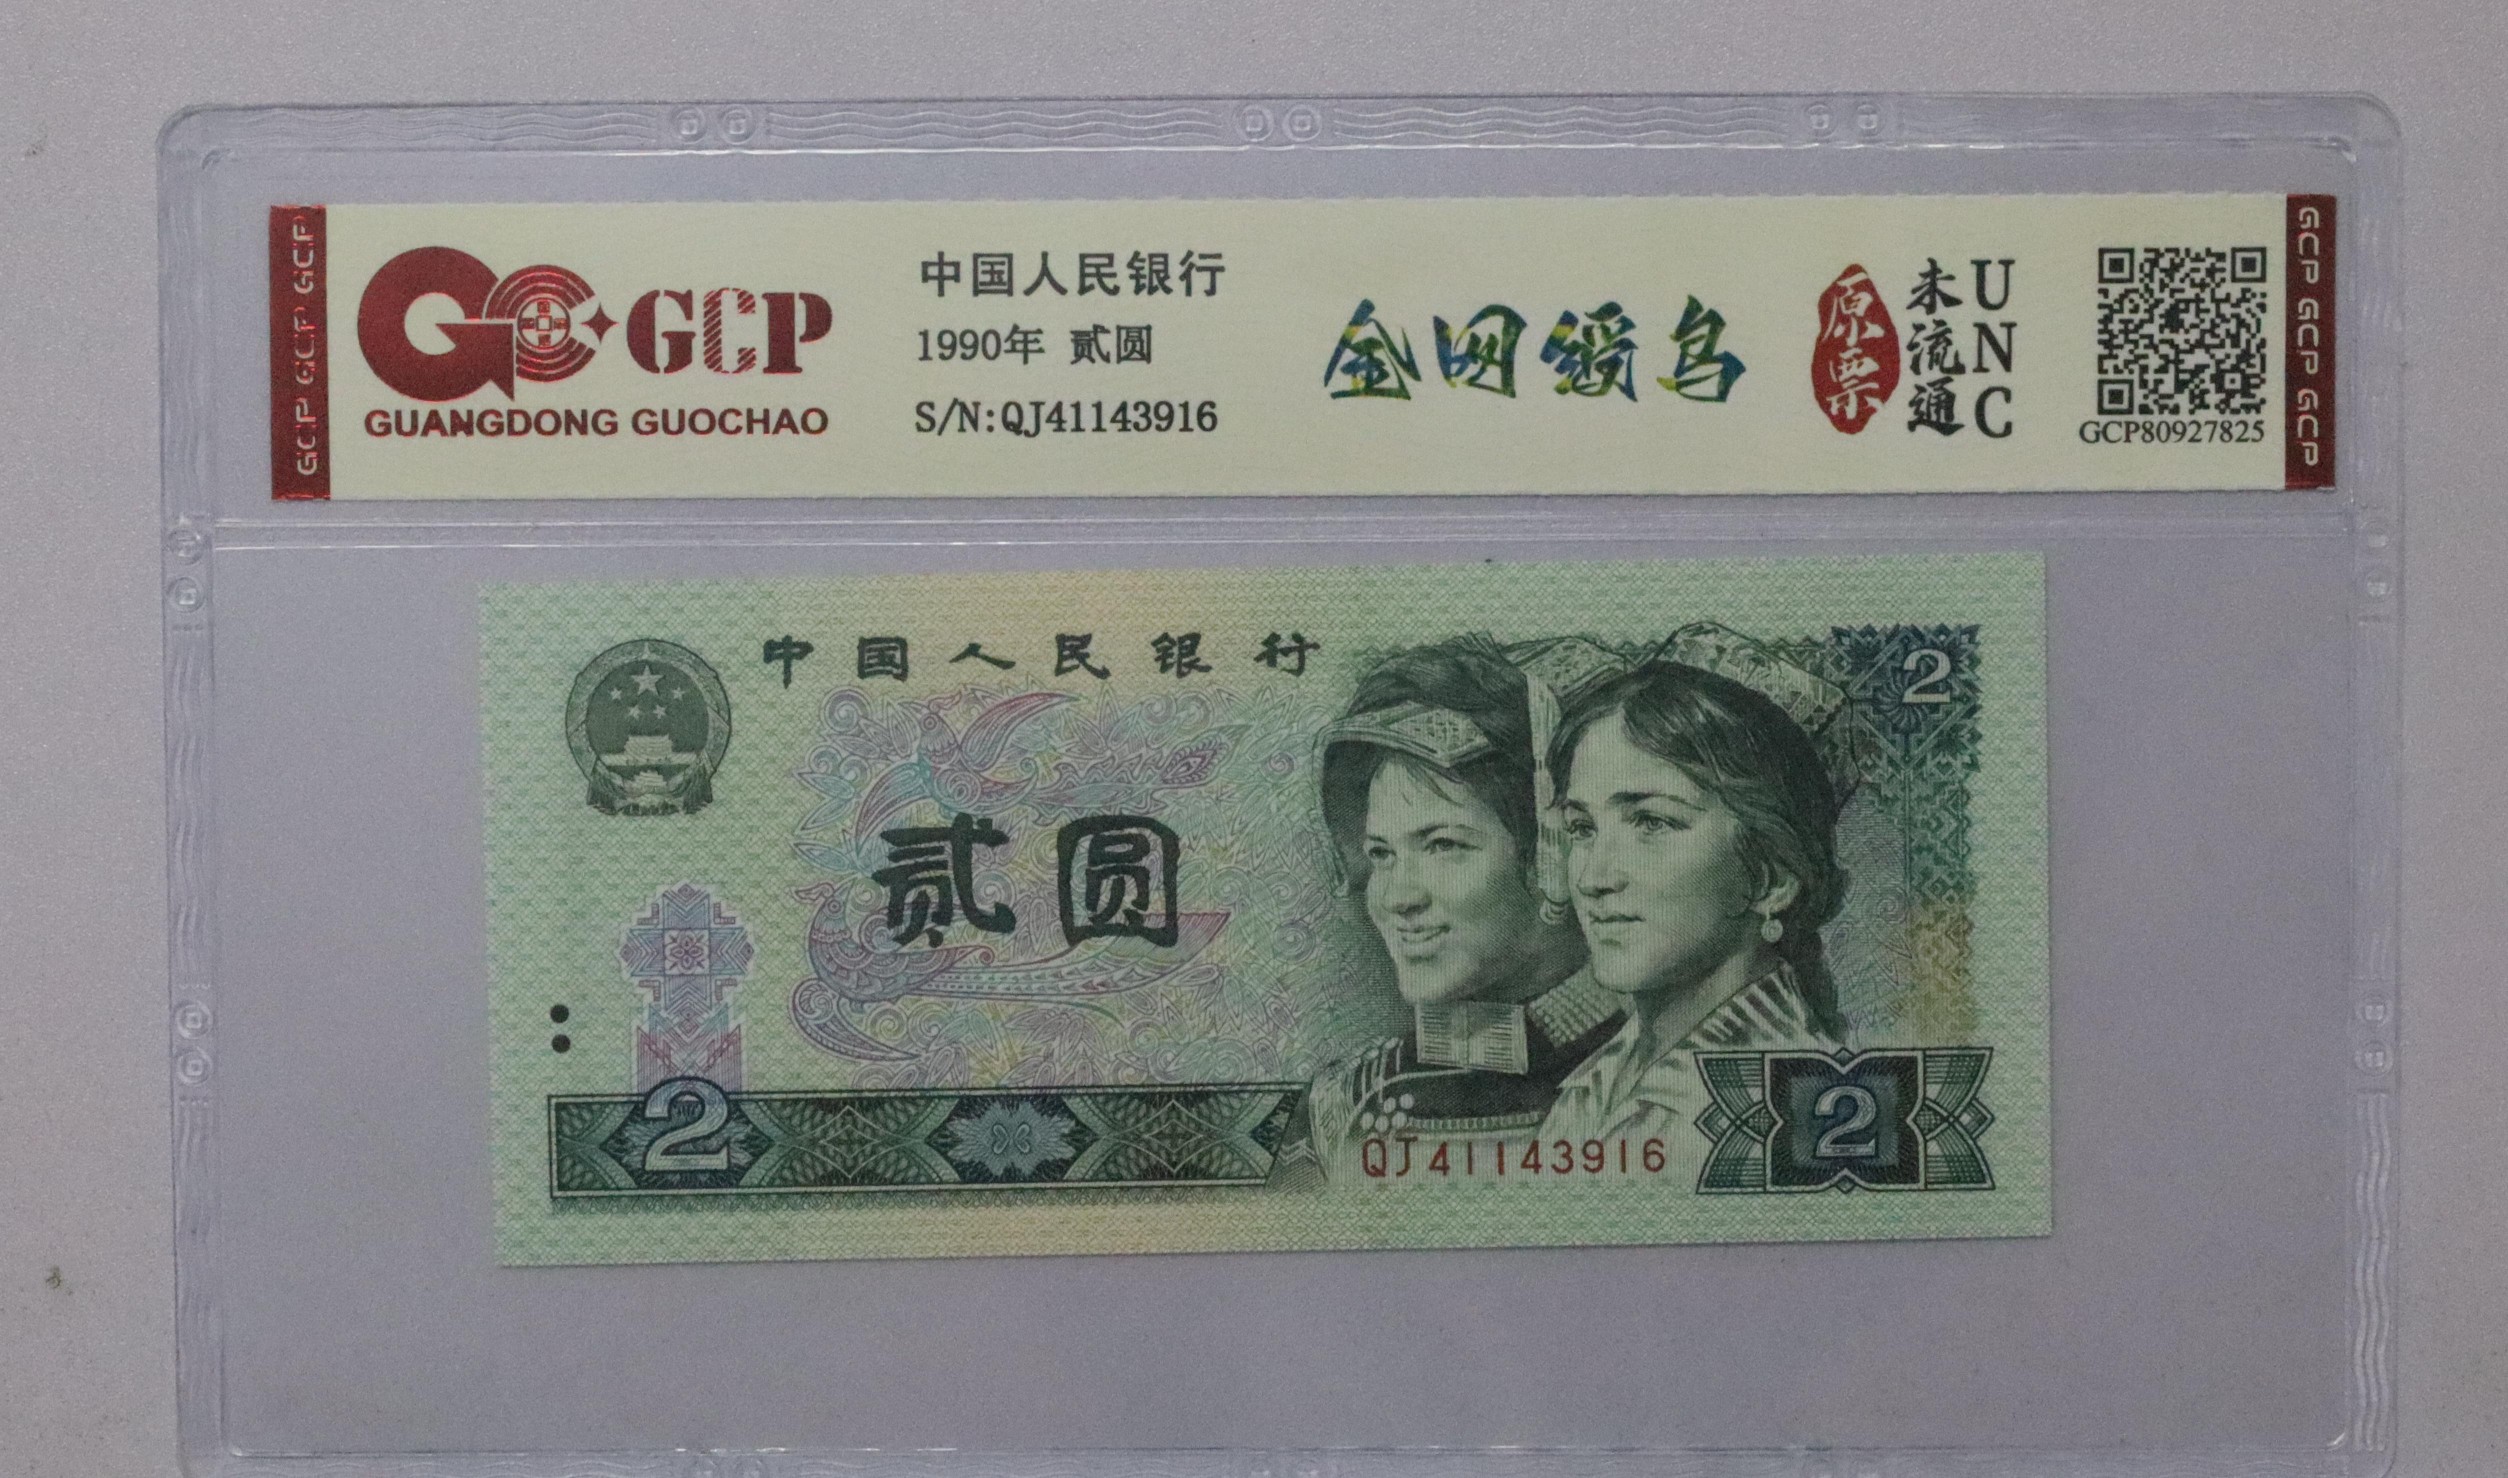 GCP GCP GCP
GCP
GUANGDONG GUOCHAO
中国人民银行
1990年 贰圆
S/N:QJ41143916
金网绶鸟
原票
未流通
UNC
GCP80927825
GCP GCP GCP
中国人民银行
2
贰圆
2
QJ41143916
2